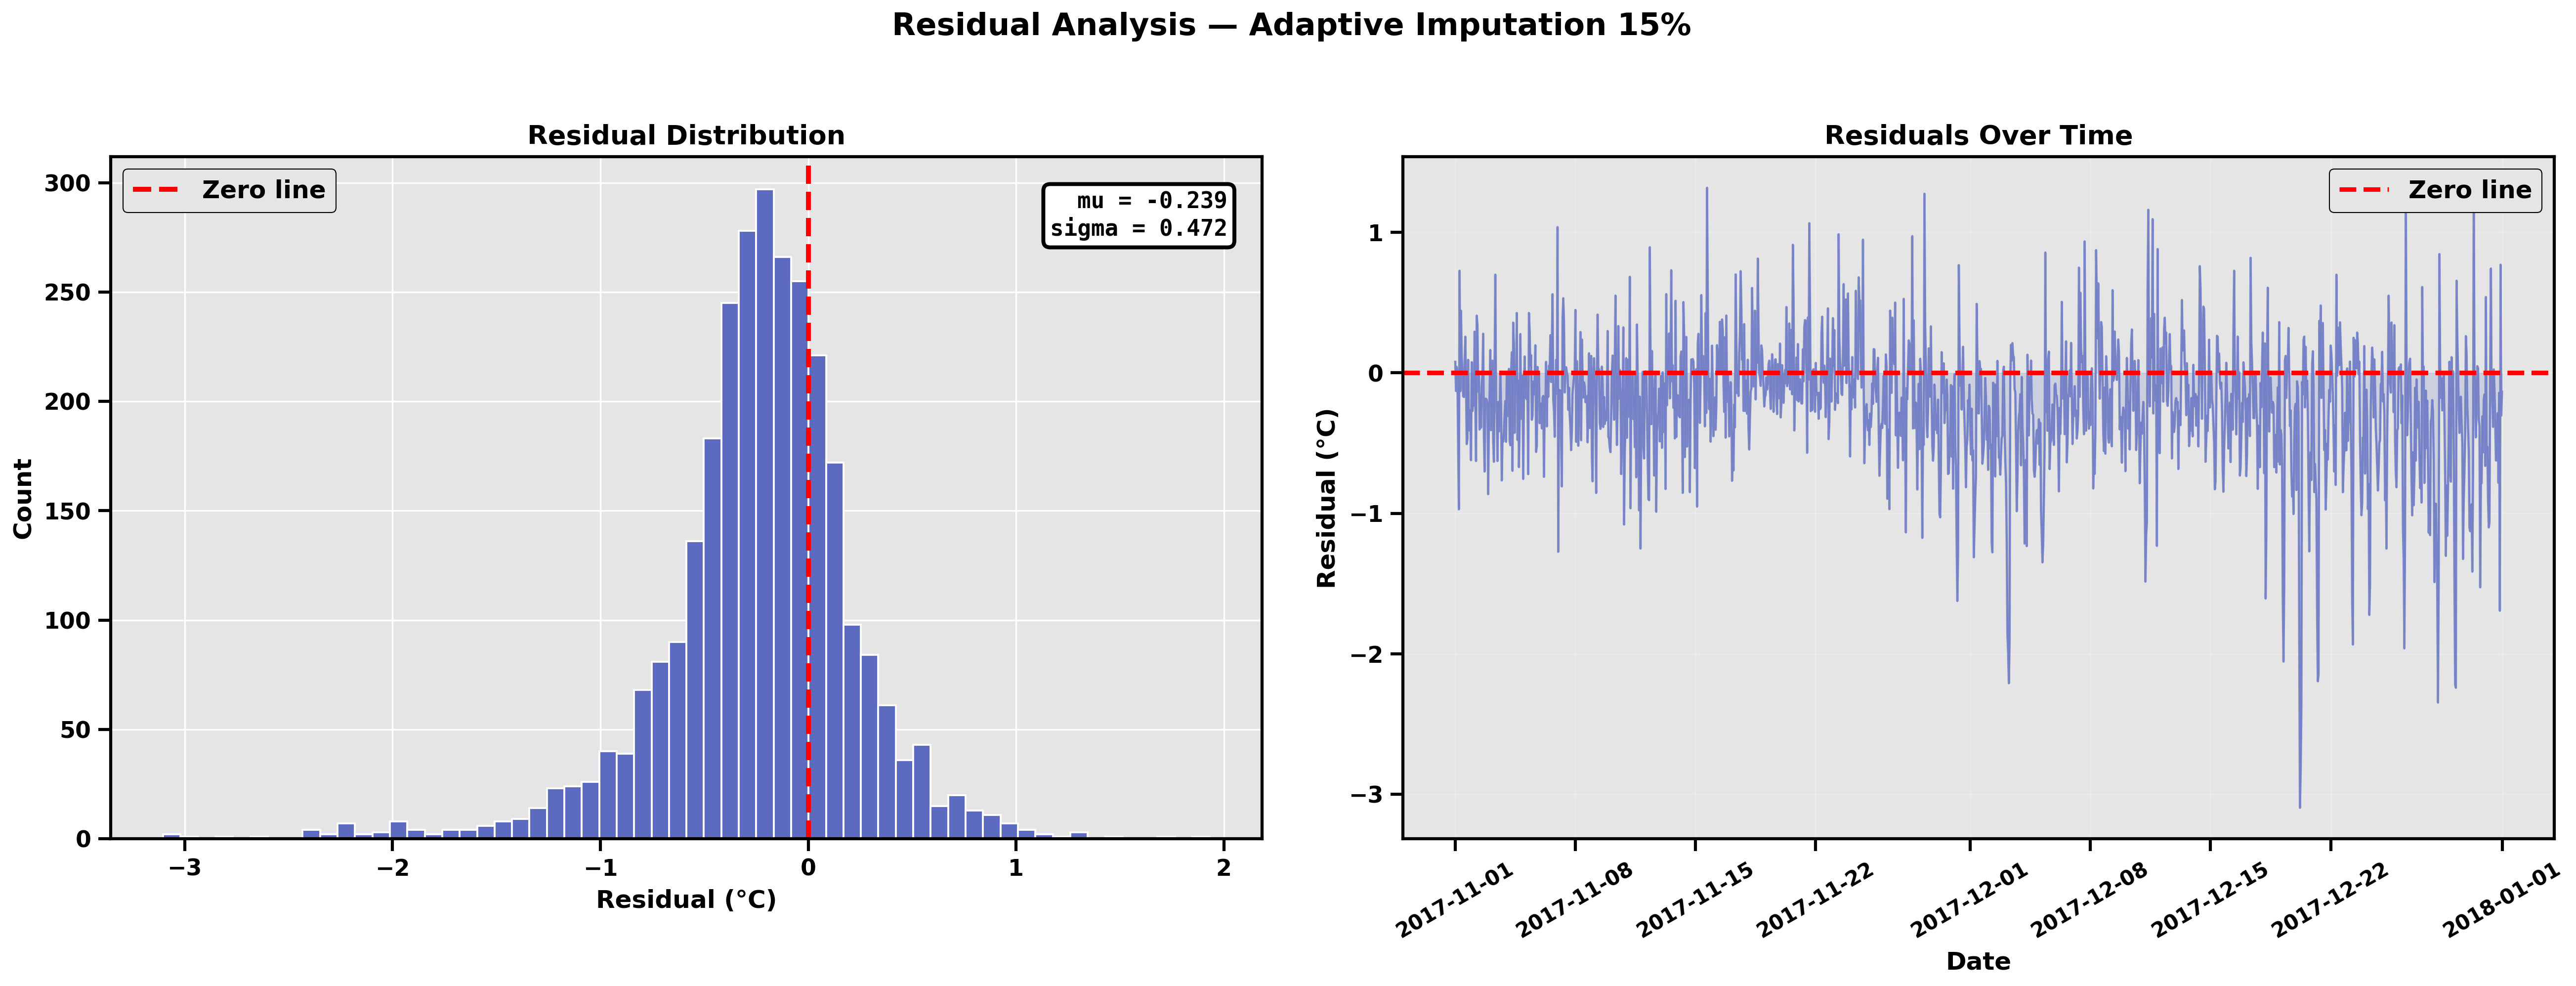 Residual Analysis — Adaptive Imputation 15%
Residual Distribution
Zero line
mu = -0.239
sigma = 0.472
300
250
200
150
100
50
0
Count
−3 −2 −1 0 1 2
Residual (°C)
Residuals Over Time
Zero line
1
0
−1
−2
−3
Residual (°C)
2017-11-01 2017-11-08 2017-11-15 2017-11-22 2017-12-01 2017-12-08 2017-12-15 2017-12-22 2018-01-01
Date